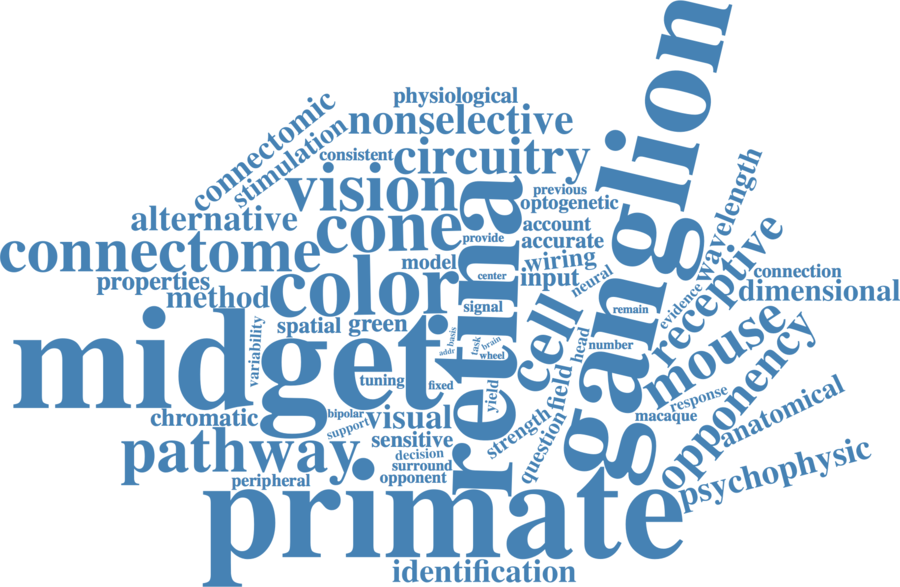 physiological
nonselective
connectomic
stimulation
consistent
circuitry
ganglion
vision
previous
optogenetic
alternative
cone
retina
provide
account
accurate
wavelength
connectome
model
center
wiring
input
neural
receptive
connection
properties
method
color
signal
cell
remain
evidence
dimensional
variability
spatial
green
basis
task
brain
addr
wheel
head
number
mouse
midget
tuning
fixed
yield
field
response
macaque
opponency
chromatic
bipolar
support
visual
strength
question
anatomical
pathway
sensitive
decision
surround
opponent
peripheral
primate
psychophysic
identification